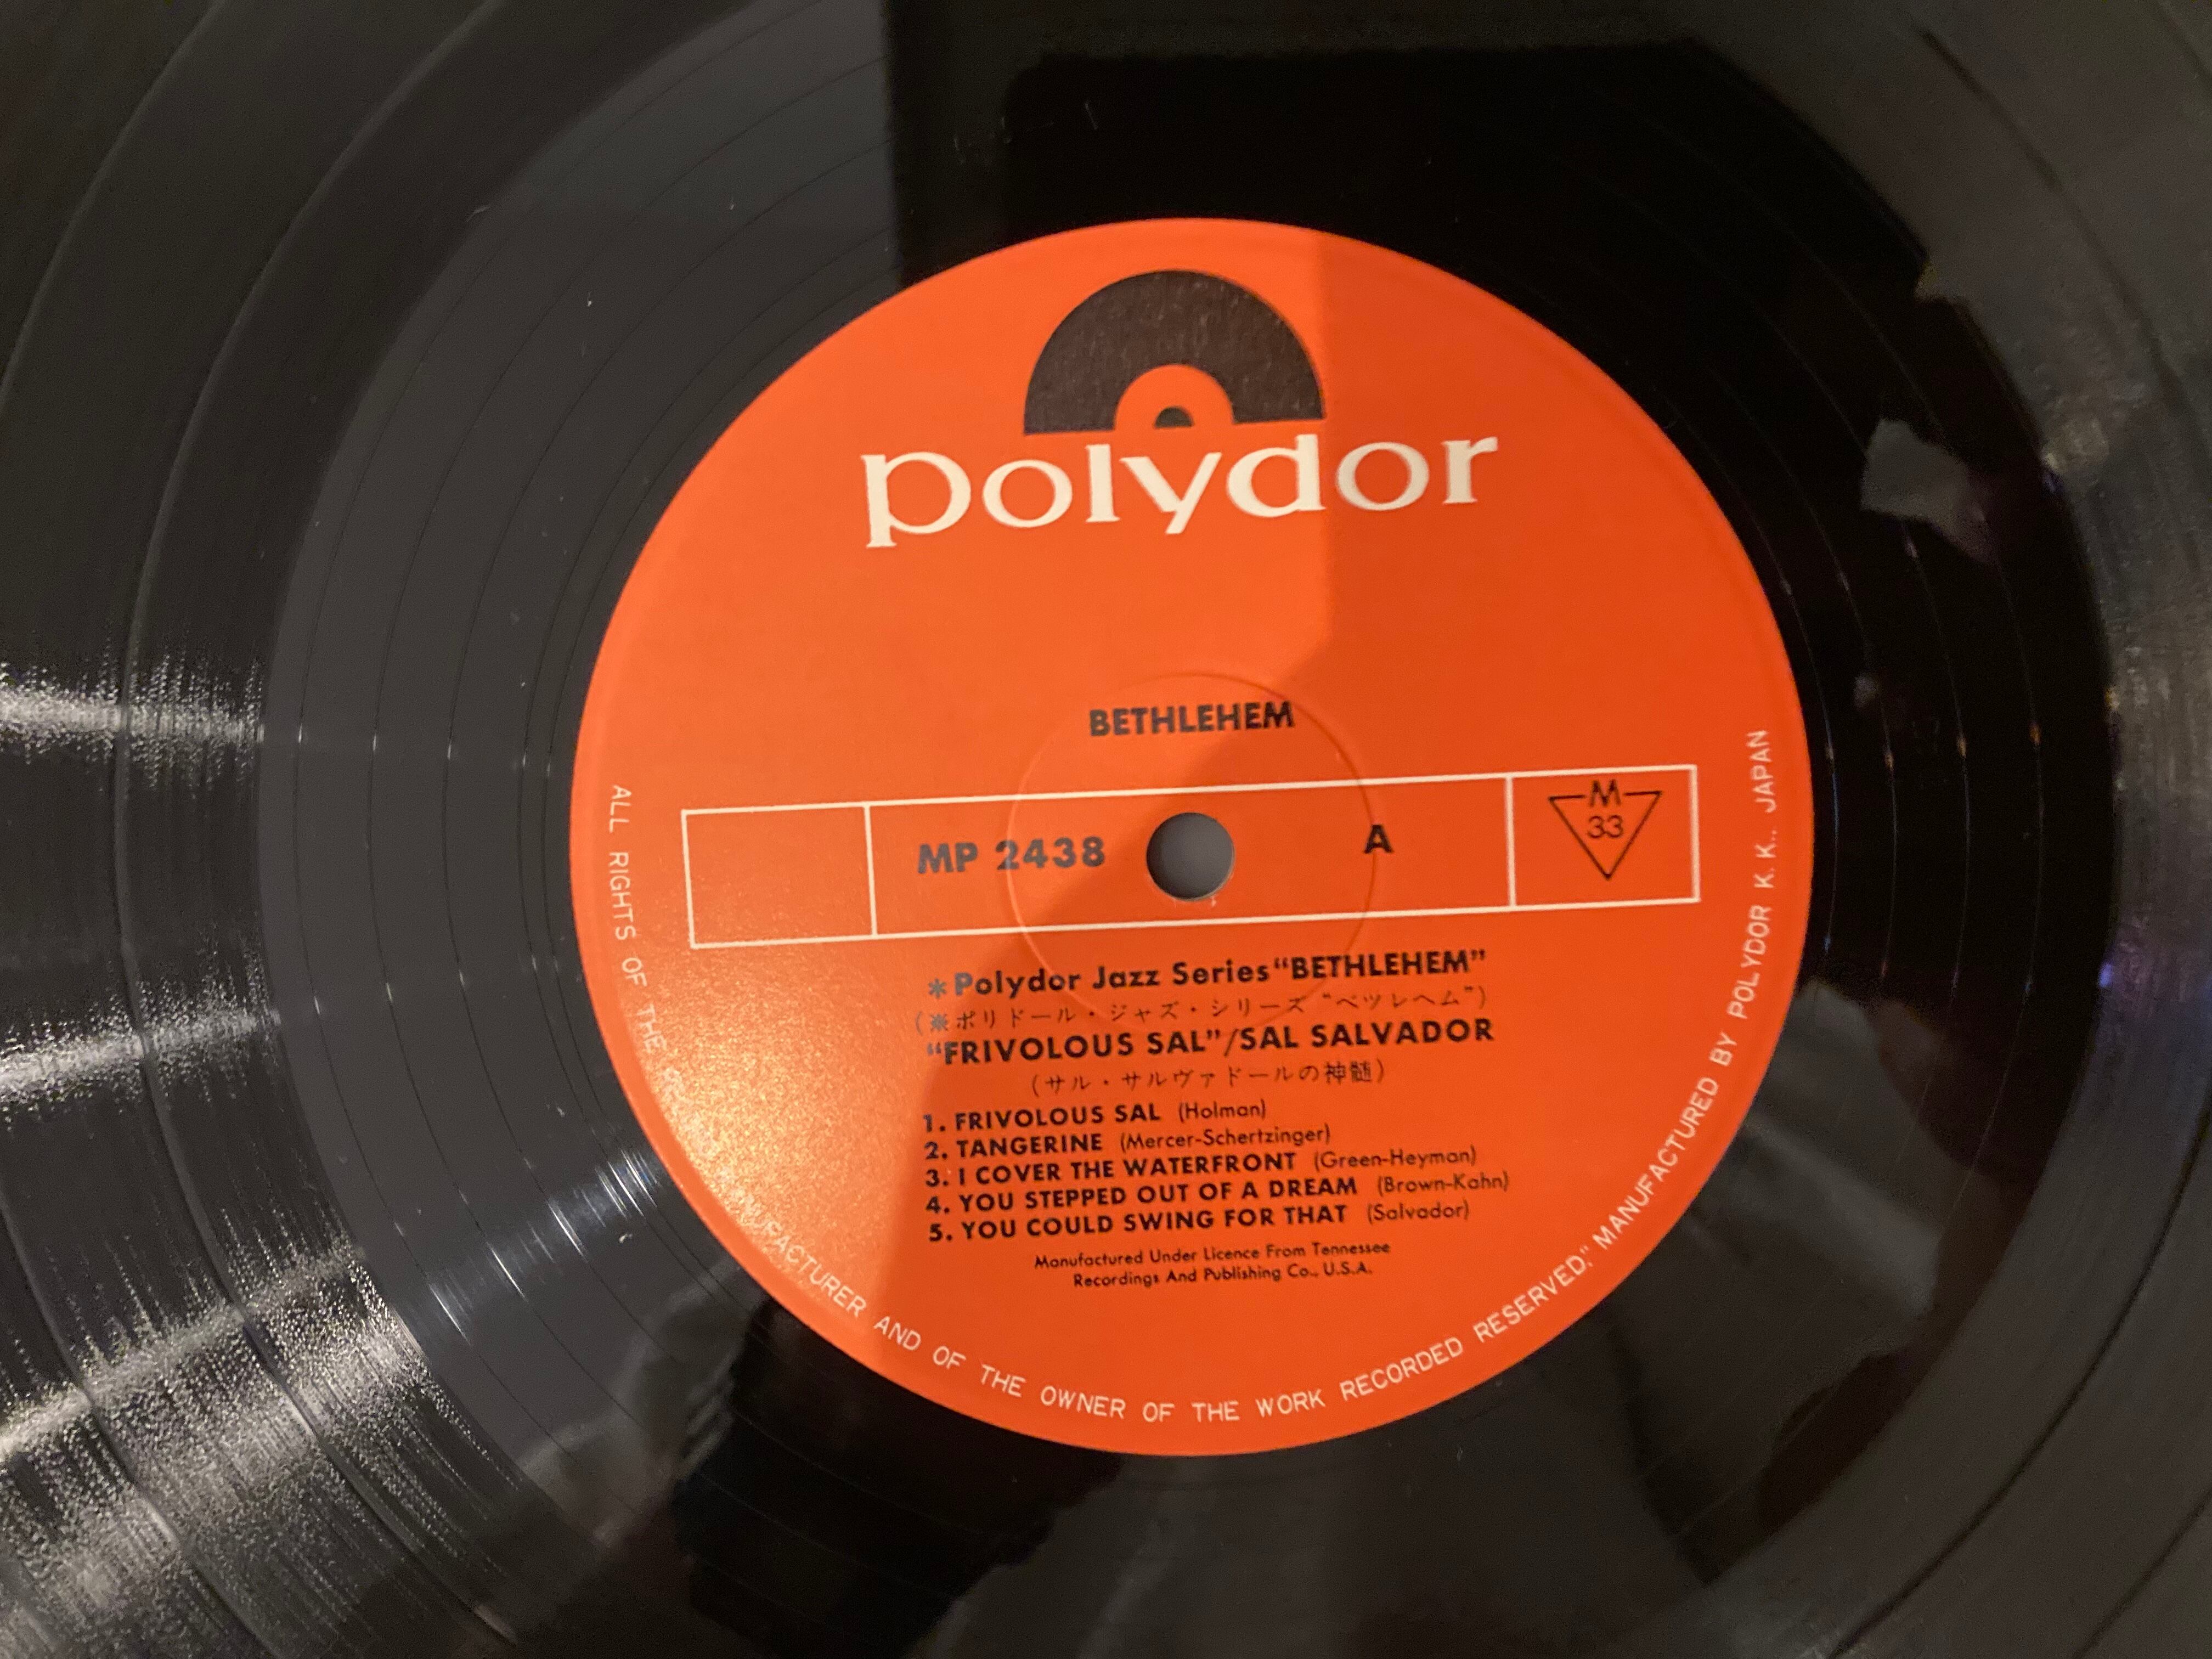 polydor
BETHLEHEM
MP 2438
A
M
33
*Polydor Jazz Series "BETHLEHEM"
(※ポリドール・ジャズ・シリーズ "ベツレヘム")
"FRIVOLOUS SAL"/SAL SALVADOR
(サル・サルヴァドールの神髄)
1. FRIVOLOUS SAL (Holman)
2. TANGERINE (Mercer-Schertzinger)
3. I COVER THE WATERFRONT (Green-Heyman)
4. YOU STEPPED OUT OF A DREAM (Brown-Kahn)
5. YOU COULD SWING FOR THAT (Salvador)
Manufactured Under Licence From Tennessee
Recordings And Publishing Co., U.S.A.
ALL RIGHTS OF THE UFACTURER AND OF THE OWNER OF THE WORK RECORDED RESERVED." MANUFACTURED BY POLYDOR K. K.. JAPAN